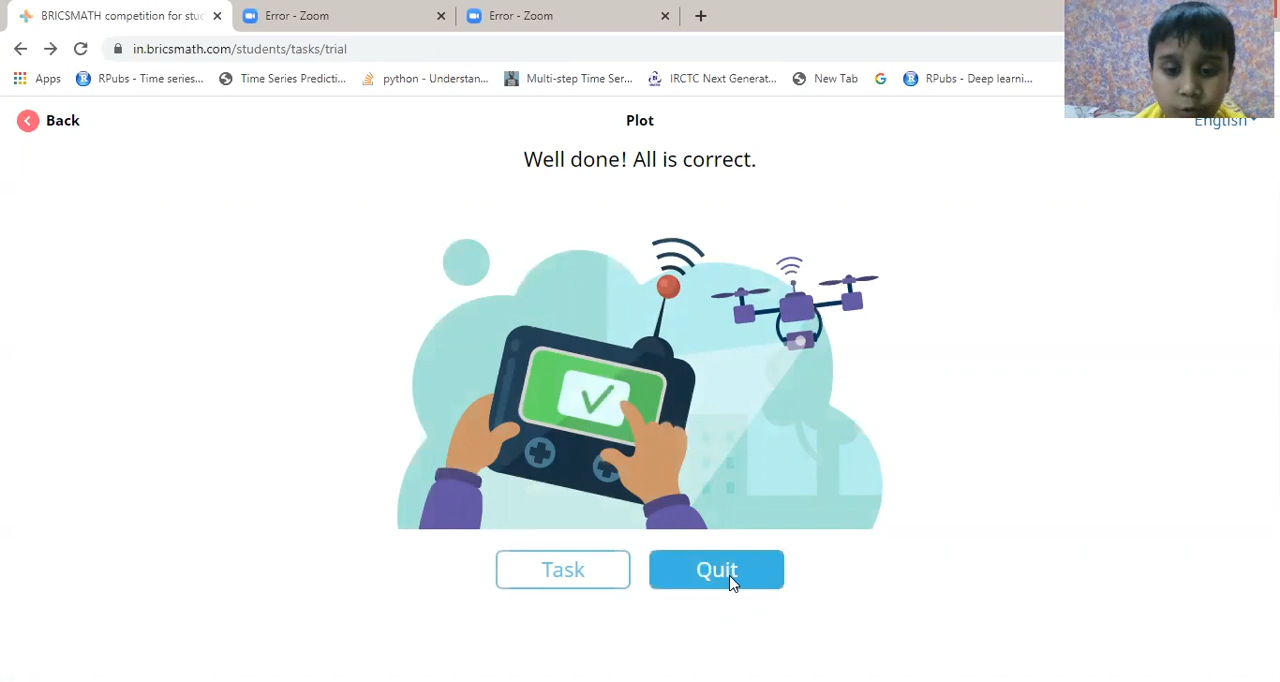 BRICSMATH competition for stuc
Error - Zoom
Error - Zoom
in.bricsmath.com/students/tasks/trial
Apps
RPubs - Time series...
Time Series Predicti...
python - Understan...
Multi-step Time Ser...
IRCTC Next Generat...
New Tab
RPubs - Deep learni...
Back
Plot
English
Well done! All is correct.
Task
Quit